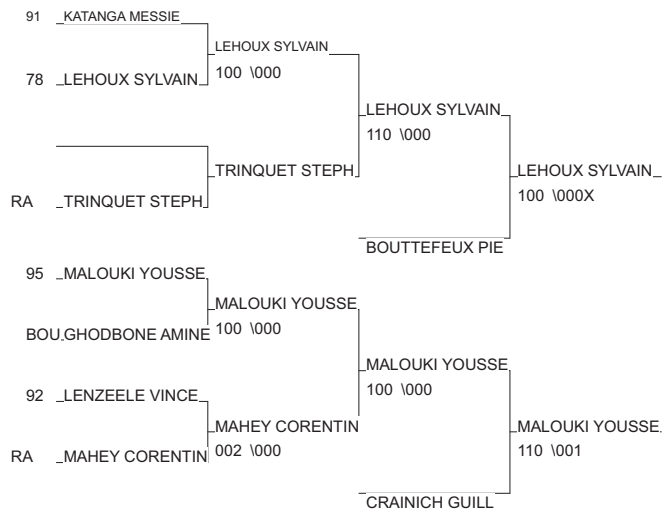 91 KATANGA MESSIE
LEHOUX SYLVAIN
100 \000
78 LEHOUX SYLVAIN
LEHOUX SYLVAIN
110 \000
TRINQUET STEPH
LEHOUX SYLVAIN
100 \000X
RA TRINQUET STEPH
BOUTTEFEUX PIE
95 MALOUKI YOUSSE
MALOUKI YOUSSE
100 \000
BOU GHODBONE AMINE
MALOUKI YOUSSE
100 \000
92 LENZEELE VINCE
MAHEY CORENTIN
002 \000
MALOUKI YOUSSE
110 \001
RA MAHEY CORENTIN
CRAINICH GUILL